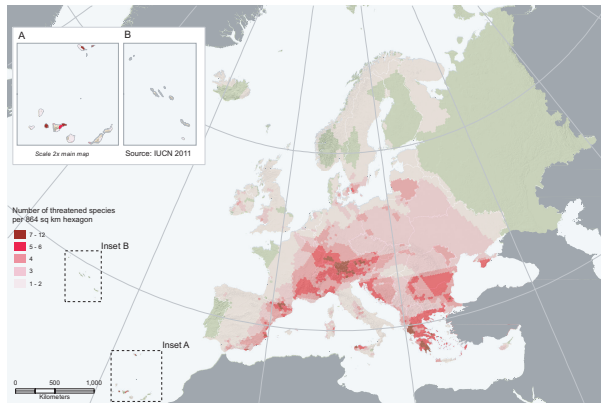 A
B
Scale 2x main map
Source: IUCN 2011
Number of threatened species
per 864 sq km hexagon
7 - 12
5 - 6
4
3
1 - 2
Inset B
Inset A
0
500
1,000
Kilometers